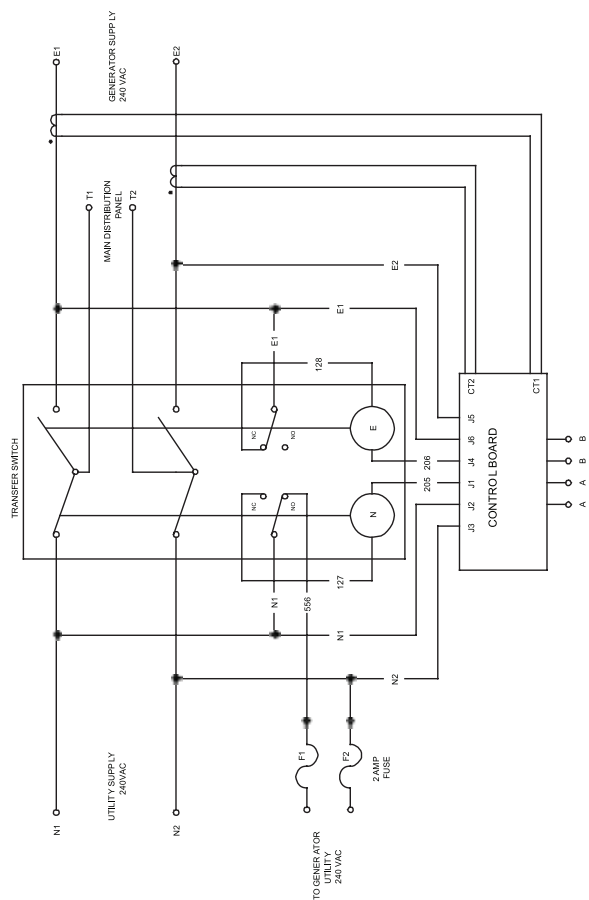 TRANSFER SWITCH
N1
E1
UTILITY SUPPLY
240VAC
GENERATOR SUPPLY
240 VAC
T1
MAIN DISTRIBUTION
PANEL
T2
N2
E2
NC
NC
N1
E1
NO
NO
556
F1
TO GENERATOR
UTILITY
240 VAC
F2
2 AMP
FUSE
128
127
N1
E1
N
E
N2
E2
205
206
J3
J2
J1
J4
J6
J5
CT2
CT1
CONTROL BOARD
A
A
B
B